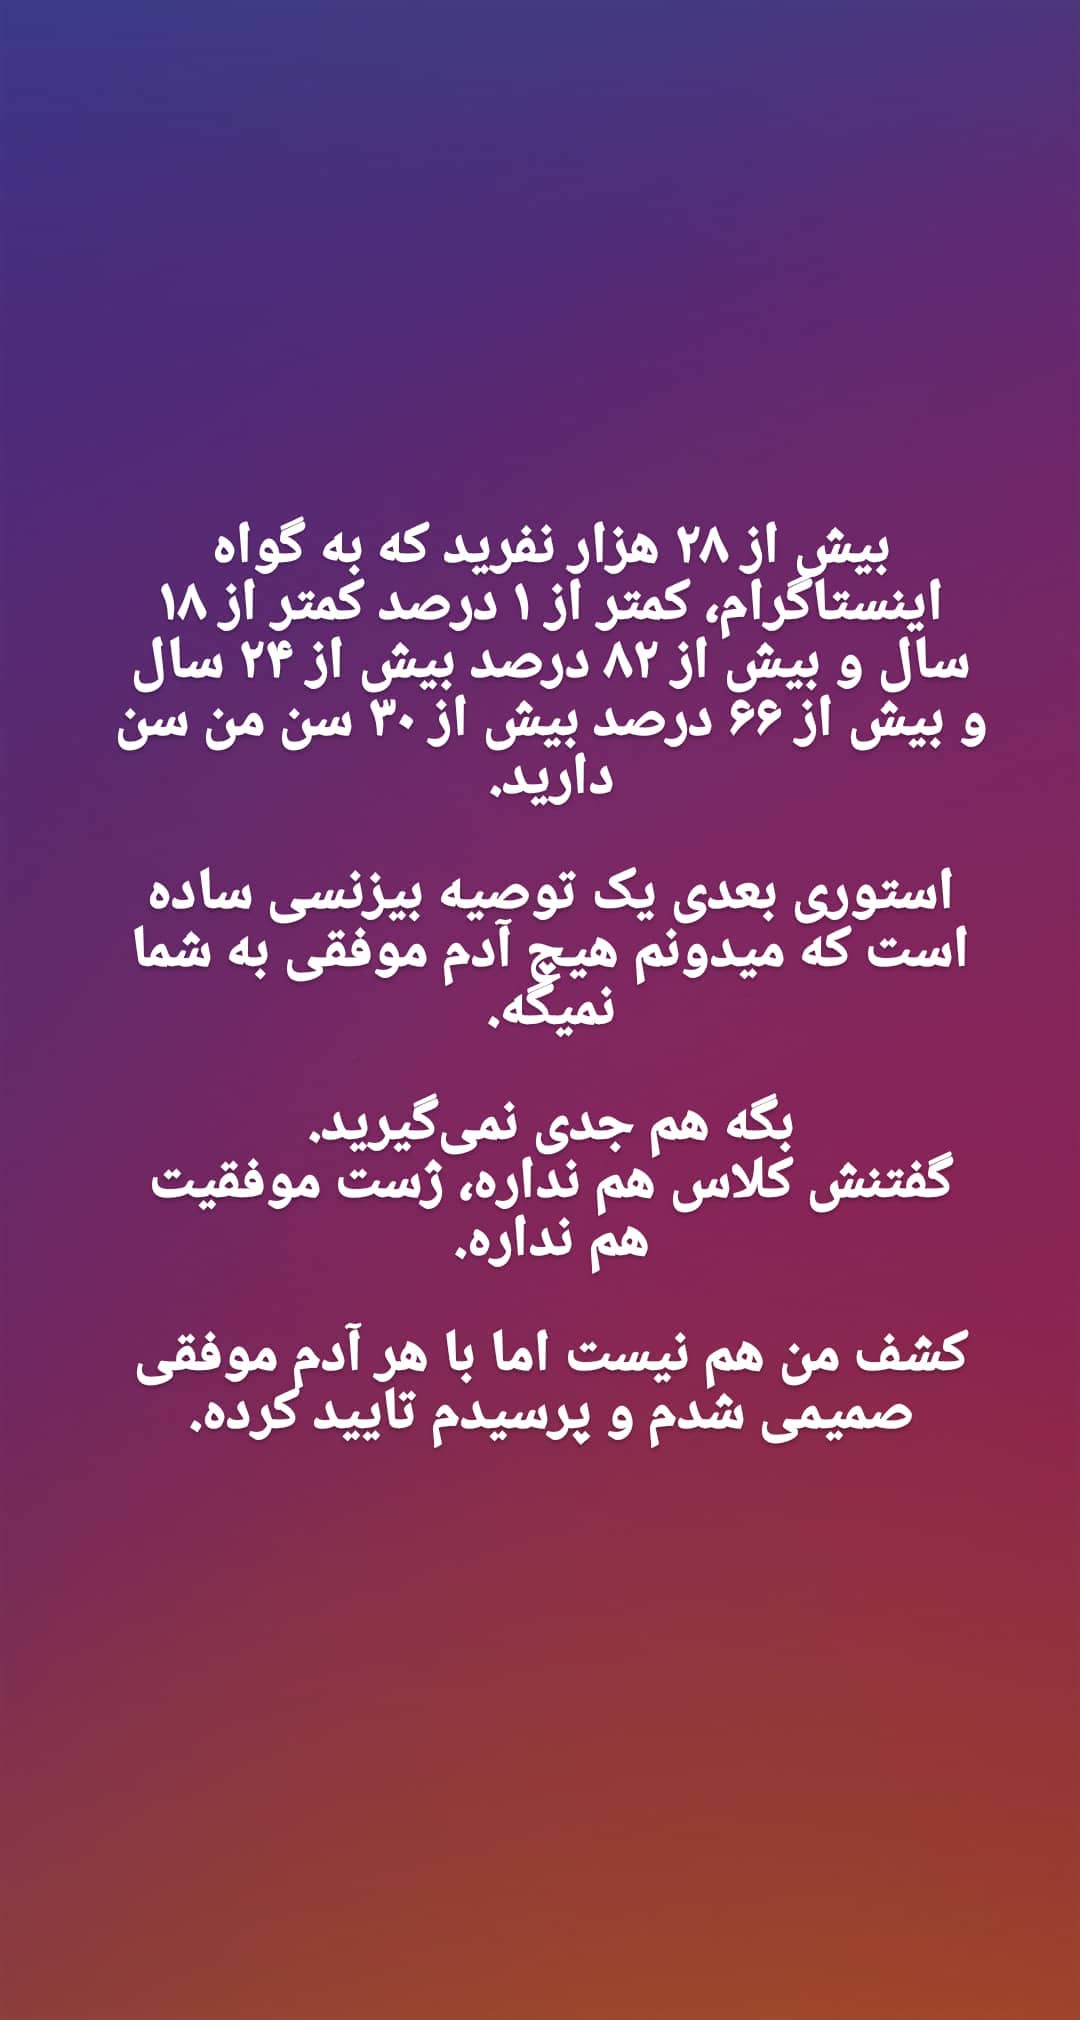 بیش از ۲۸ هزار نفرید که به گواه
اینستاگرام، کمتر از ۱ درصد کمتر از ۱۸
سال و بیش از ۸۲ درصد بیش از ۲۴ سال
و بیش از ۶۶ درصد بیش از ۳۰ سن من سن
دارید.
استوری بعدی یک توصیه بیزنسی ساده
است که میدونم هیچ آدم موفقی به شما
نمیگه.
بگه هم جدی نمی‌گیرید.
گفتنش کلاس هم نداره، ژست موفقیت
هم نداره.
کشف من هم نیست اما با هر آدم موفقی
صمیمی شدم و پرسیدم تایید کرده.